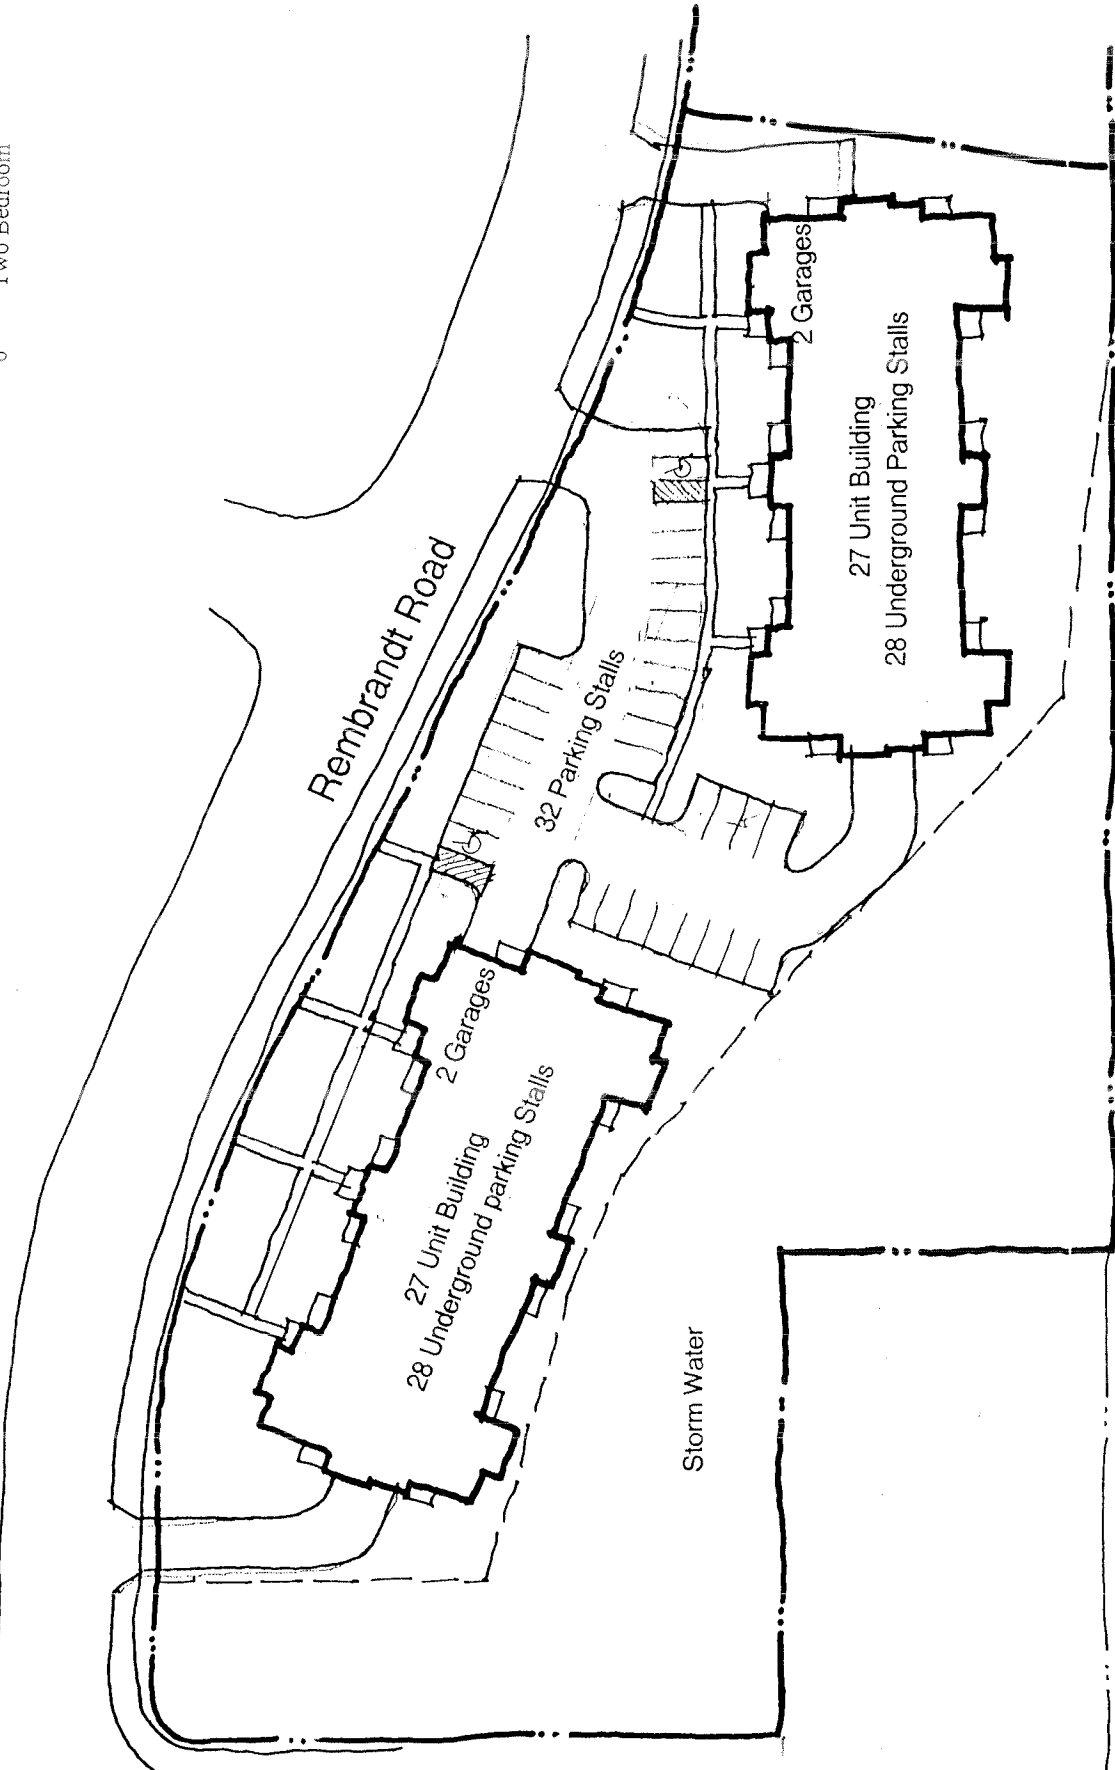 Two Bedroom
Rembrandt Road
32 Parking Stalls
2 Garages
27 Unit Building
28 Underground parking Stalls
2 Garages
27 Unit Building
28 Underground Parking Stalls
Storm Water